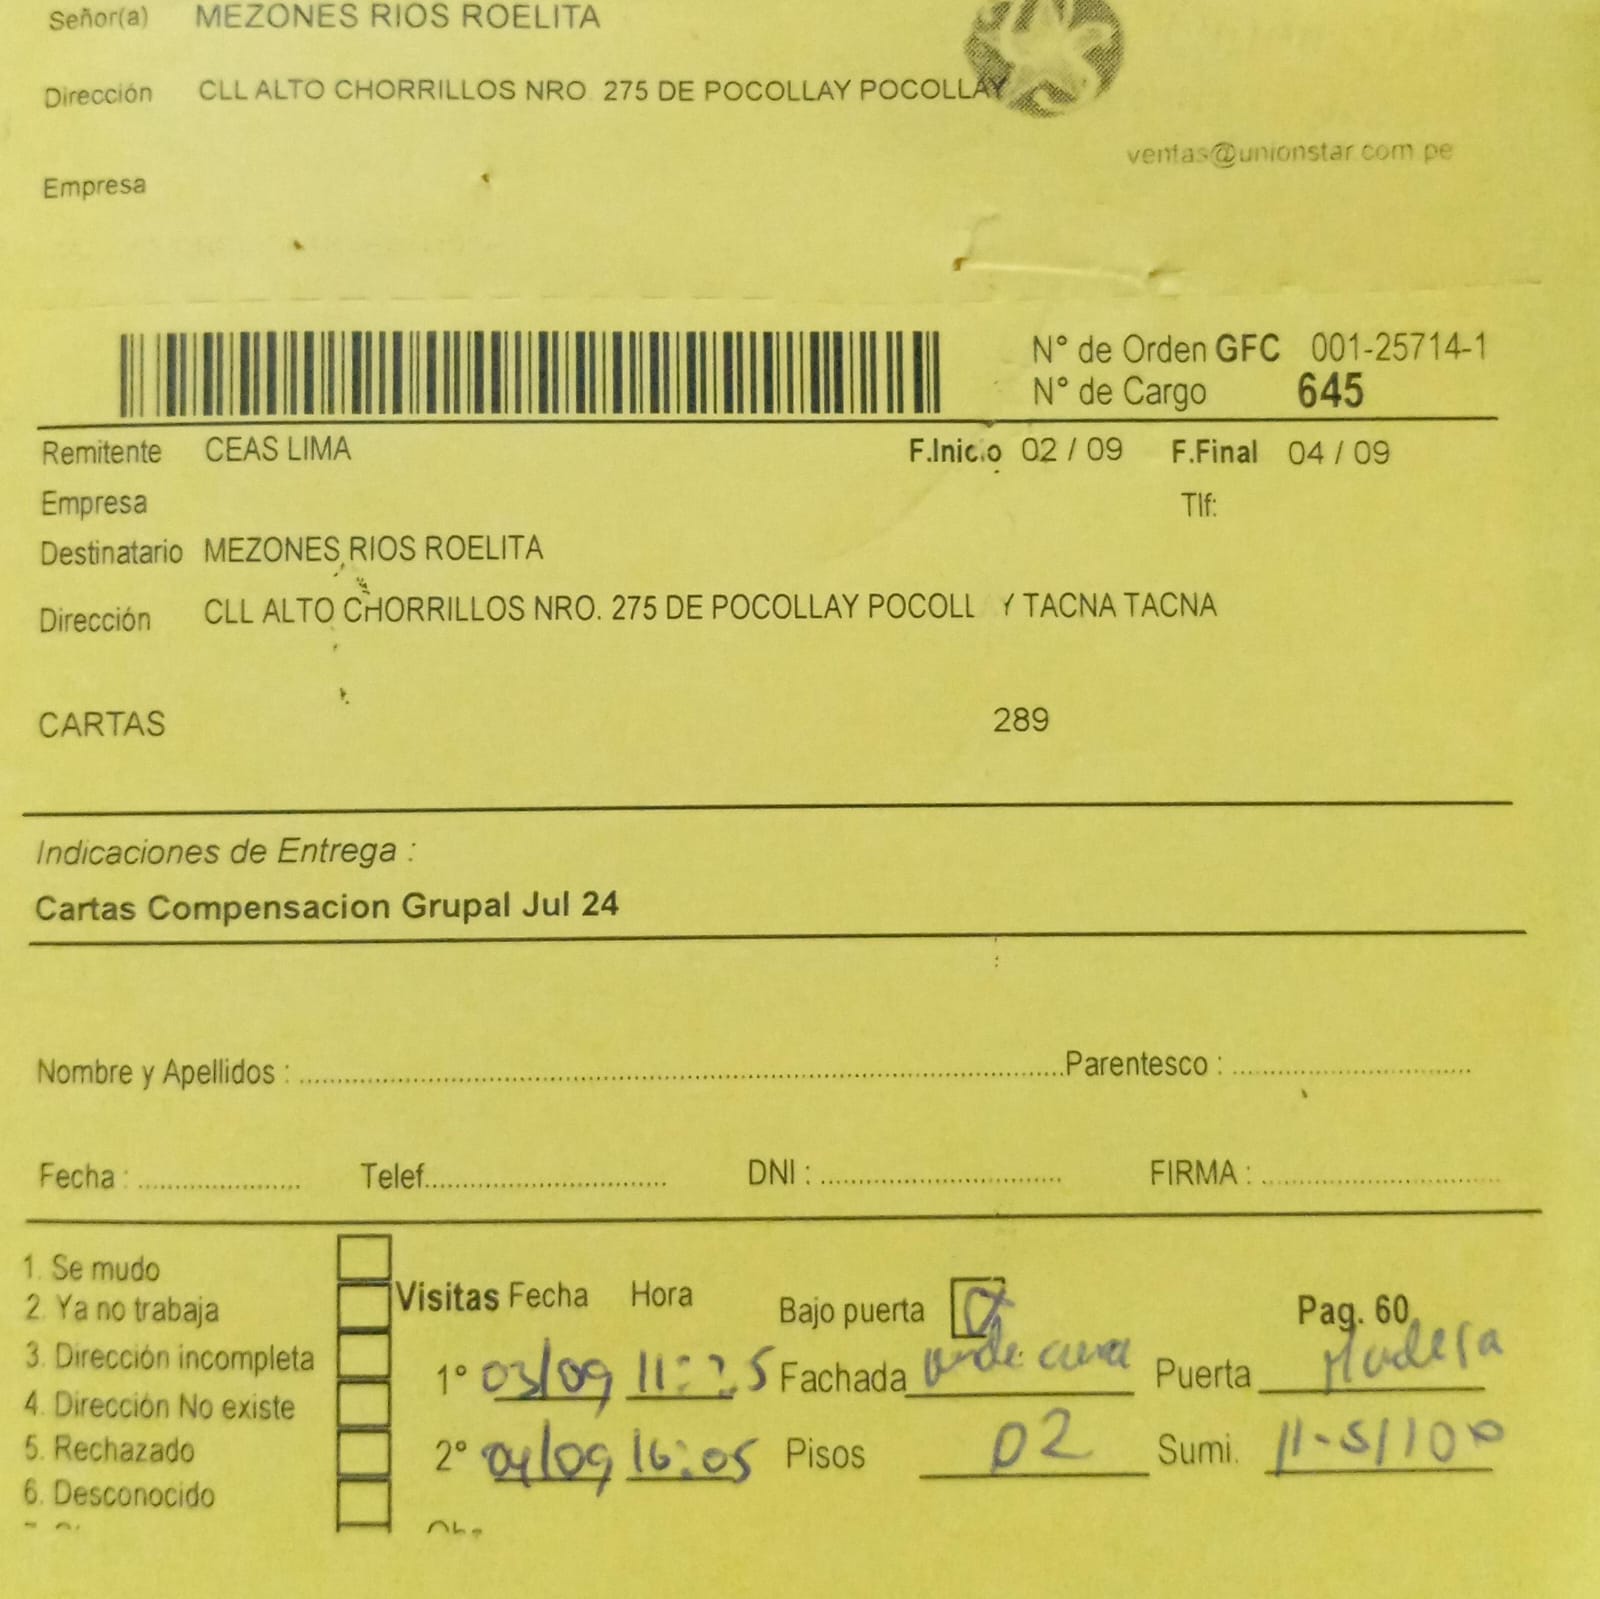 Señor(a) MEZONES RIOS ROELITA
Dirección CLL ALTO CHORRILLOS NRO. 275 DE POCOLLAY POCOLLAY
ventas@unionstar.com.pe
Empresa
N° de Orden GFC 001-25714-1
N° de Cargo 645
Remitente CEAS LIMA F.Inicio 02 / 09 F.Final 04 / 09
Empresa Tlf:
Destinatario MEZONES RIOS ROELITA
Dirección CLL ALTO CHORRILLOS NRO. 275 DE POCOLLAY POCOLL Y TACNA TACNA
CARTAS 289
Indicaciones de Entrega :
Cartas Compensacion Grupal Jul 24
Nombre y Apellidos : Parentesco :
Fecha : Telef. DNI : FIRMA :
1. Se mudo
2. Ya no trabaja
3. Dirección incompleta
4. Dirección No existe
5. Rechazado
6. Desconocido
Visitas Fecha Hora Bajo puerta Pag. 60
1° 03/09 Fachada Puerta Madera
2° 04/09 16:05 Pisos 02 Sumi.